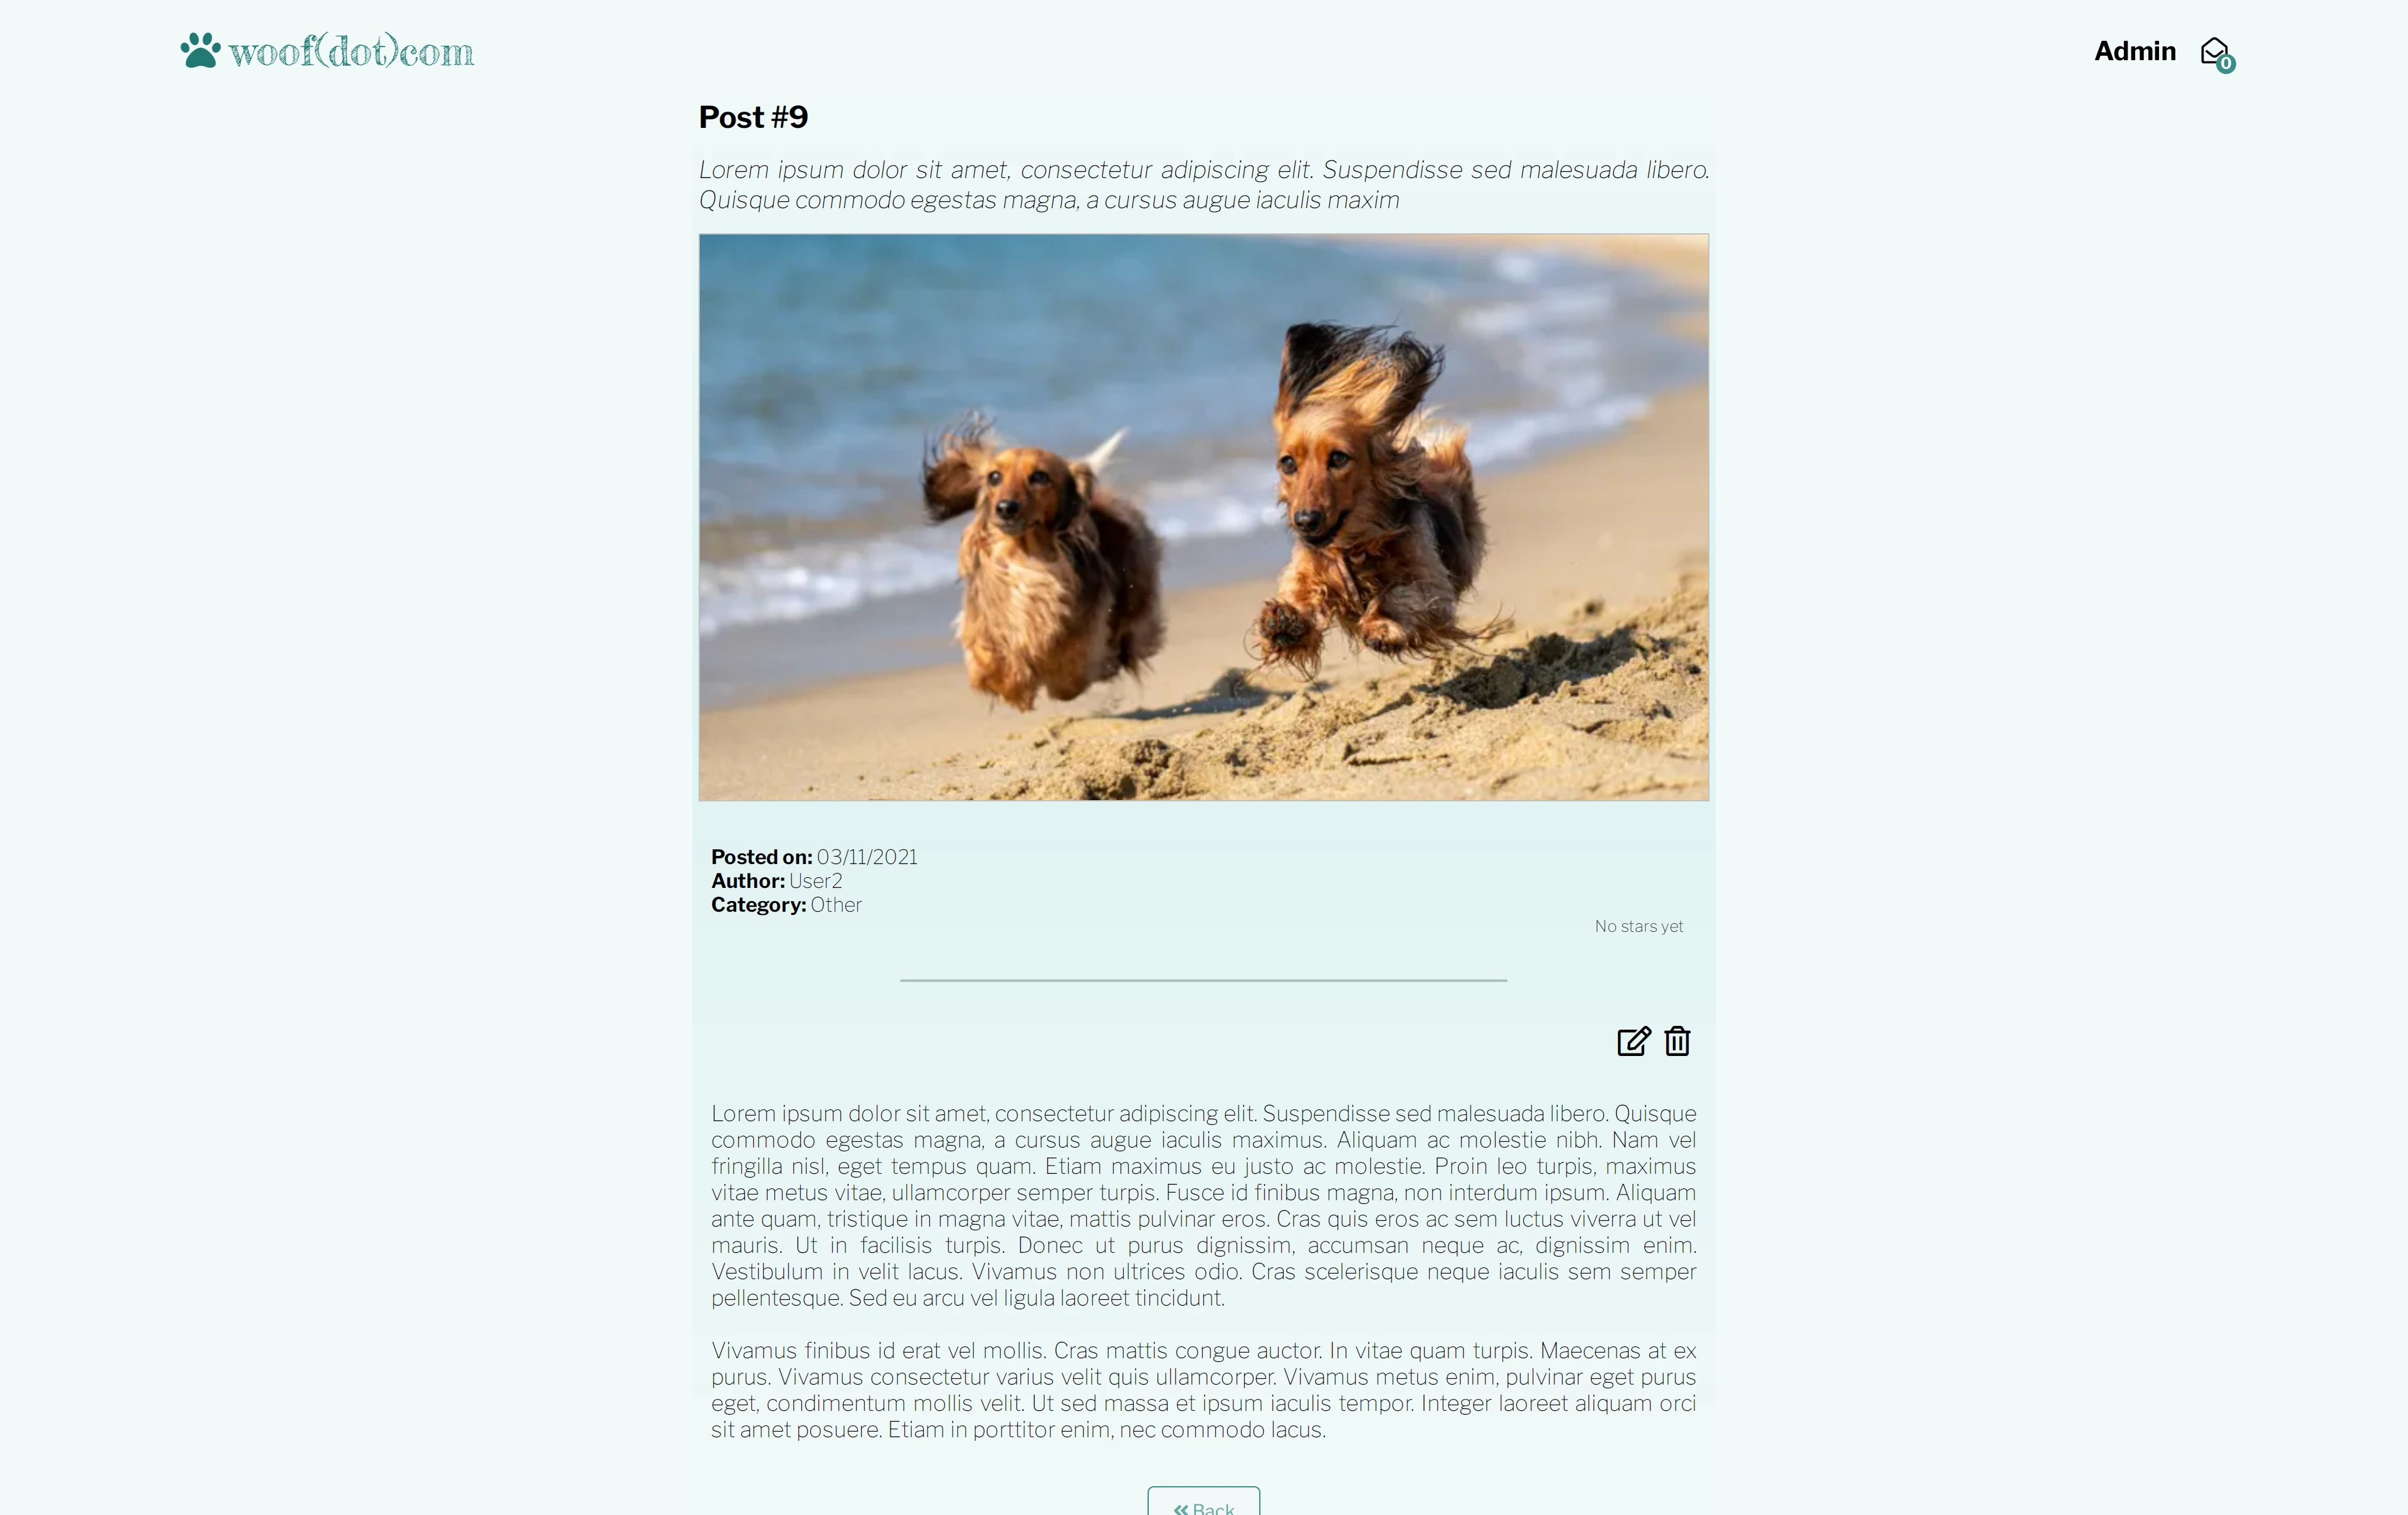 woof(dot)com
Admin
0
Post #9
Lorem ipsum dolor sit amet, consectetur adipiscing elit. Suspendisse sed malesuada libero.
Quisque commodo egestas magna, a cursus augue iaculis maxim
Posted on: 03/11/2021
Author: User2
Category: Other
No stars yet
Lorem ipsum dolor sit amet, consectetur adipiscing elit. Suspendisse sed malesuada libero. Quisque
commodo egestas magna, a cursus augue iaculis maximus. Aliquam ac molestie nibh. Nam vel
fringilla nisl, eget tempus quam. Etiam maximus eu justo ac molestie. Proin leo turpis, maximus
vitae metus vitae, ullamcorper semper turpis. Fusce id finibus magna, non interdum ipsum. Aliquam
ante quam, tristique in magna vitae, mattis pulvinar eros. Cras quis eros ac sem luctus viverra ut vel
mauris. Ut in facilisis turpis. Donec ut purus dignissim, accumsan neque ac, dignissim enim.
Vestibulum in velit lacus. Vivamus non ultrices odio. Cras scelerisque neque iaculis sem semper
pellentesque. Sed eu arcu vel ligula laoreet tincidunt.
Vivamus finibus id erat vel mollis. Cras mattis congue auctor. In vitae quam turpis. Maecenas at ex
purus. Vivamus consectetur varius velit quis ullamcorper. Vivamus metus enim, pulvinar eget purus
eget, condimentum mollis velit. Ut sed massa et ipsum iaculis tempor. Integer laoreet aliquam orci
sit amet posuere. Etiam in porttitor enim, nec commodo lacus.
Back